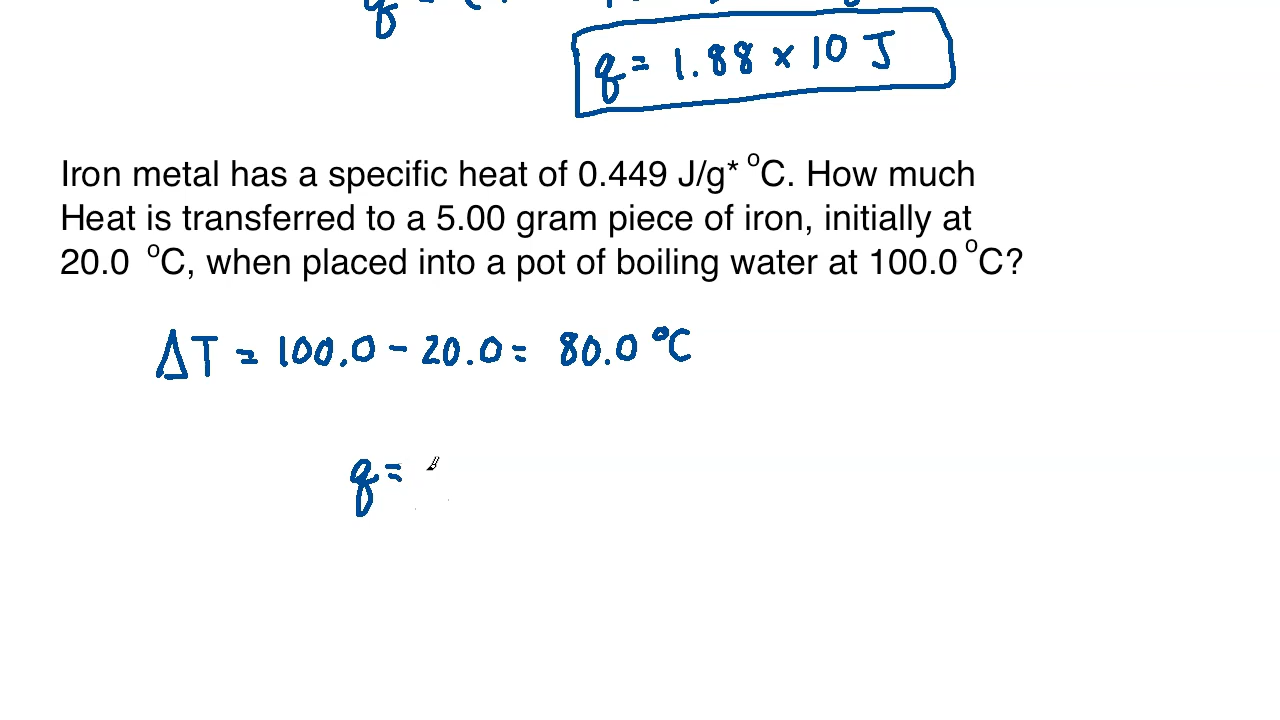 q = 1.88 x 10 J
Iron metal has a specific heat of 0.449 J/g* °C. How much
Heat is transferred to a 5.00 gram piece of iron, initially at
20.0 °C, when placed into a pot of boiling water at 100.0 °C?
ΔT = 100.0 - 20.0 = 80.0 °C
q =